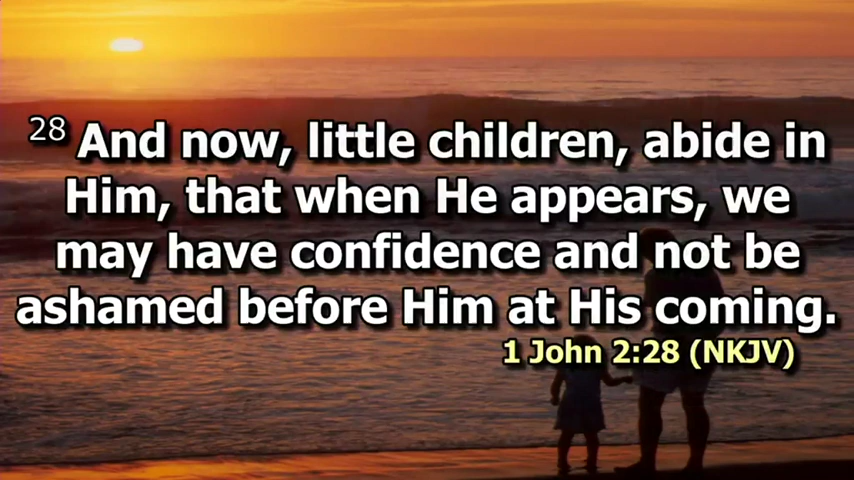 28 And now, little children, abide in
Him, that when He appears, we
may have confidence and not be
ashamed before Him at His coming.
1 John 2:28 (NKJV)